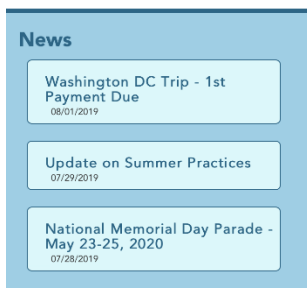 News
Washington DC Trip - 1st
Payment Due
08/01/2019
Update on Summer Practices
07/29/2019
National Memorial Day Parade -
May 23-25, 2020
07/28/2019